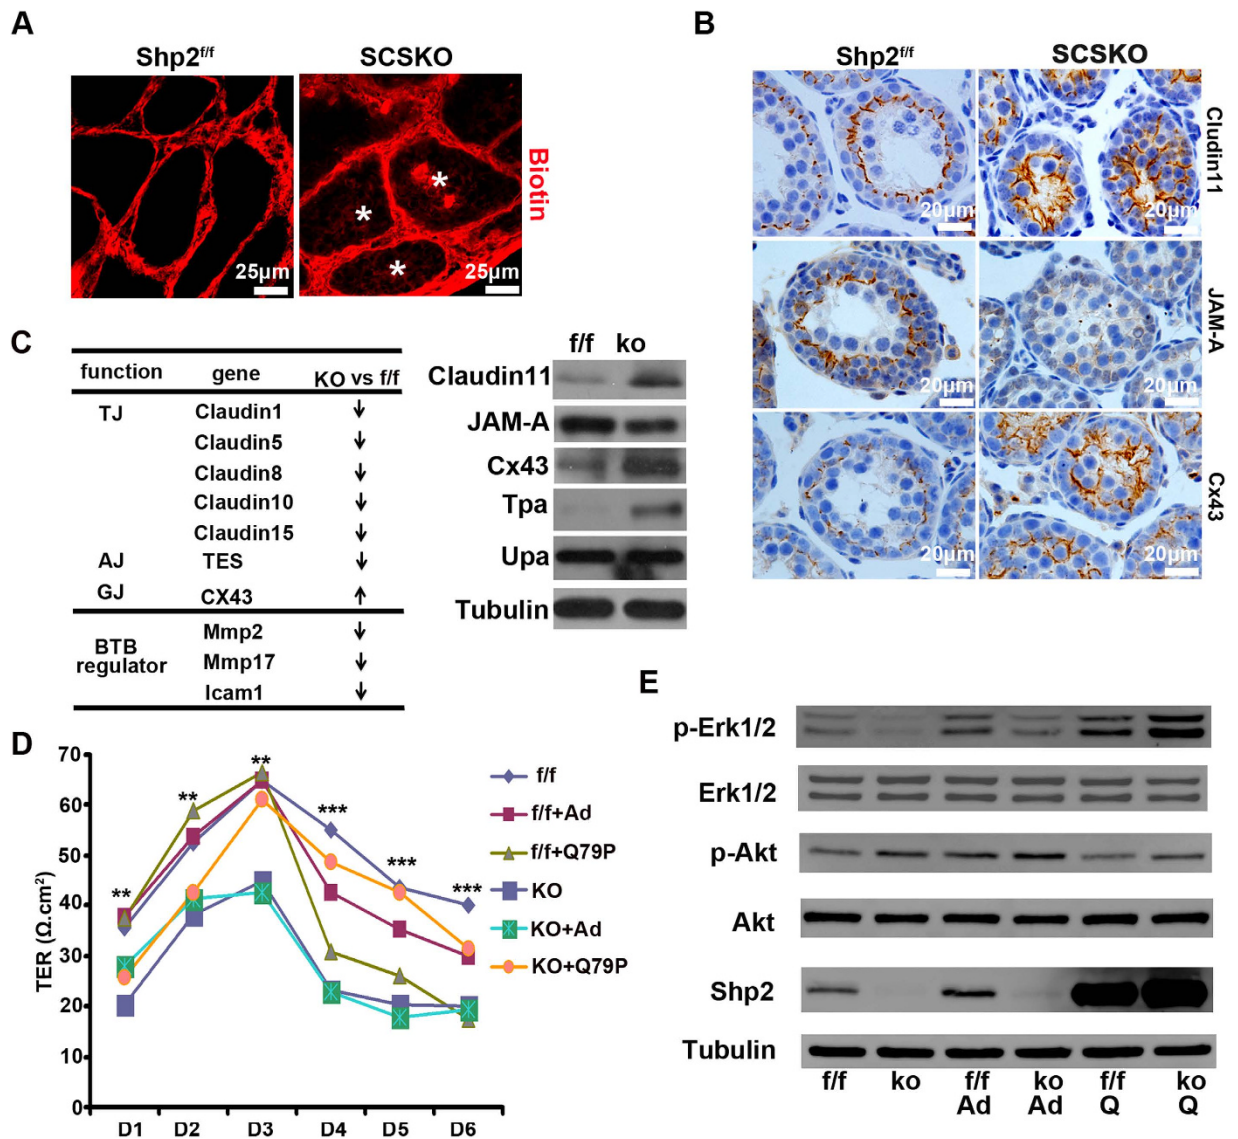 A
Shp2f/f
SCSKO
*
*
*
25µm
25µm
Biotin
B
Shp2f/f
SCSKO
20µm
20µm
Cludin11
20µm
20µm
JAM-A
20µm
20µm
Cx43
C
function gene KO vs f/f
TJ Claudin1 ↓
Claudin5 ↓
Claudin8 ↓
Claudin10 ↓
Claudin15 ↓
AJ TES ↓
GJ CX43 ↑
BTB regulator
Mmp2 ↓
Mmp17 ↓
Icam1 ↓
f/f ko
Claudin11
JAM-A
Cx43
Tpa
Upa
Tubulin
D
TER (Ω.cm²)
70
60
50
40
30
20
10
0
** ** ** *** *** ***
D1 D2 D3 D4 D5 D6
f/f
f/f+Ad
f/f+Q79P
KO
KO+Ad
KO+Q79P
E
p-Erk1/2
Erk1/2
p-Akt
Akt
Shp2
Tubulin
f/f ko f/f ko f/f ko
Ad Ad Q Q